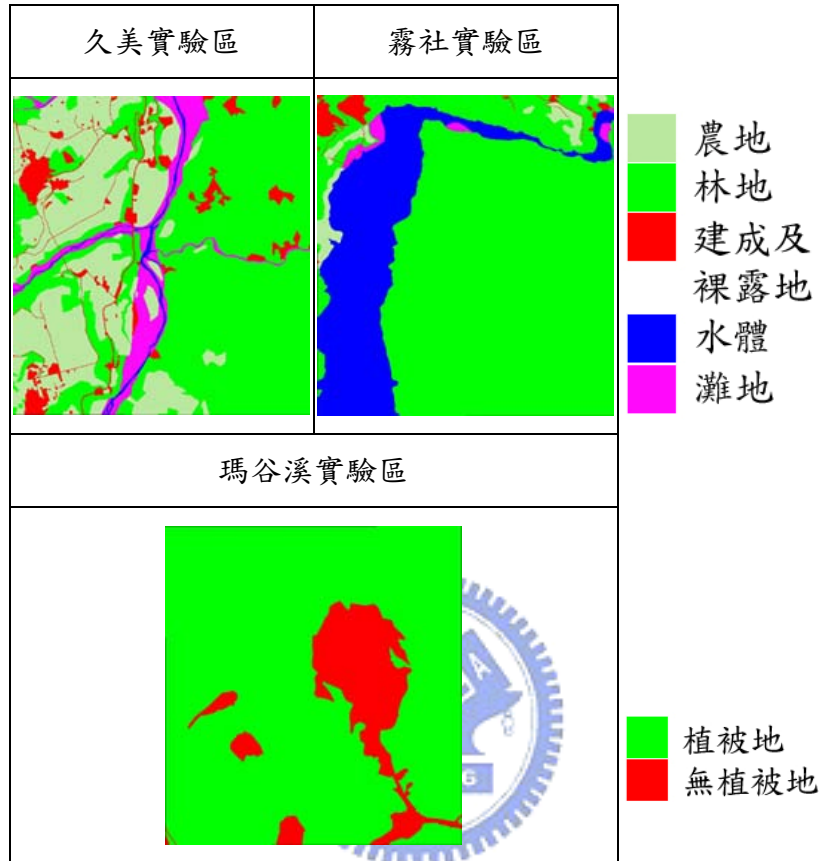 久美實驗區
霧社實驗區
農地
林地
建成及
裸露地
水體
灘地
瑪谷溪實驗區
植被地
無植被地